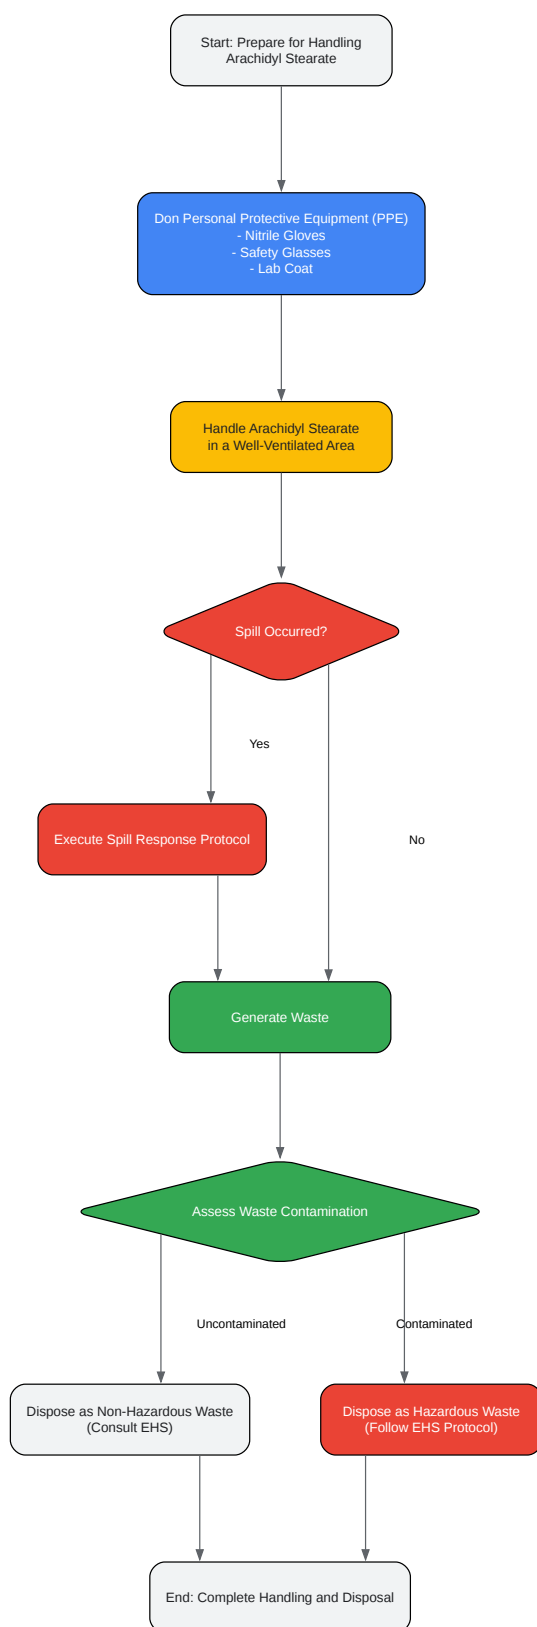 Start: Prepare for Handling
Arachidyl Stearate
Don Personal Protective Equipment (PPE)
- Nitrile Gloves
- Safety Glasses
- Lab Coat
Handle Arachidyl Stearate
in a Well-Ventilated Area
Spill Occurred?
Yes
Execute Spill Response Protocol
No
Generate Waste
Assess Waste Contamination
Uncontaminated
Contaminated
Dispose as Non-Hazardous Waste
(Consult EHS)
Dispose as Hazardous Waste
(Follow EHS Protocol)
End: Complete Handling and Disposal